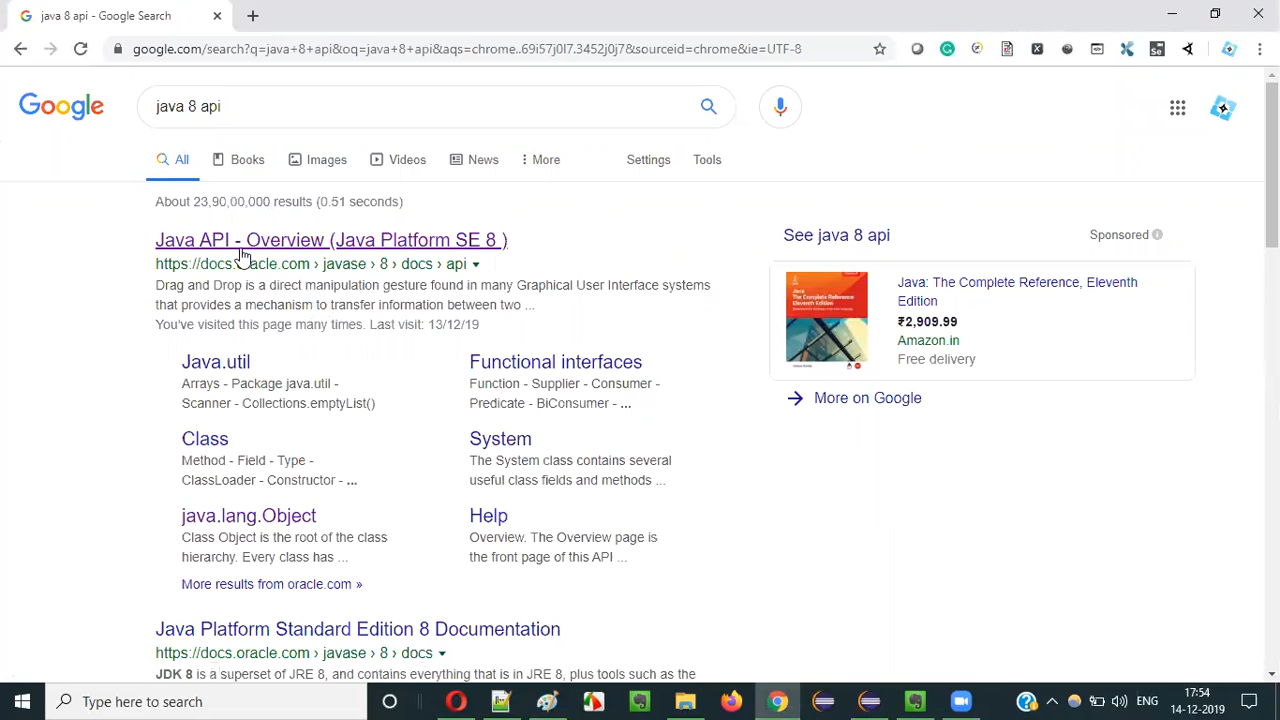 java 8 api - Google Search
google.com/search?q=java+8+api&oq=java+8+api&aqs=chrome..69i57j0l7.3452j0j7&sourceid=chrome&ie=UTF-8
Google
java 8 api
All
Books
Images
Videos
News
More
Settings
Tools
About 23,90,00,000 results (0.51 seconds)
Java API - Overview (Java Platform SE 8 )
https://docs.oracle.com › javase › 8 › docs › api
Drag and Drop is a direct manipulation gesture found in many Graphical User Interface systems
that provides a mechanism to transfer information between two ...
You've visited this page many times. Last visit: 13/12/19
Java.util
Arrays - Package java.util -
Scanner - Collections.emptyList()
Functional interfaces
Function - Supplier - Consumer -
Predicate - BiConsumer - ...
Class
Method - Field - Type -
ClassLoader - Constructor - ...
System
The System class contains several
useful class fields and methods ...
java.lang.Object
Class Object is the root of the class
hierarchy. Every class has ...
Help
Overview. The Overview page is
the front page of this API ...
More results from oracle.com »
Java Platform Standard Edition 8 Documentation
https://docs.oracle.com › javase › 8 › docs
JDK 8 is a superset of JRE 8, and contains everything that is in JRE 8, plus tools such as the
See java 8 api
Sponsored
Java: The Complete Reference, Eleventh
Edition
₹2,909.99
Amazon.in
Free delivery
More on Google
Type here to search
ENG
17:54
14-12-2019